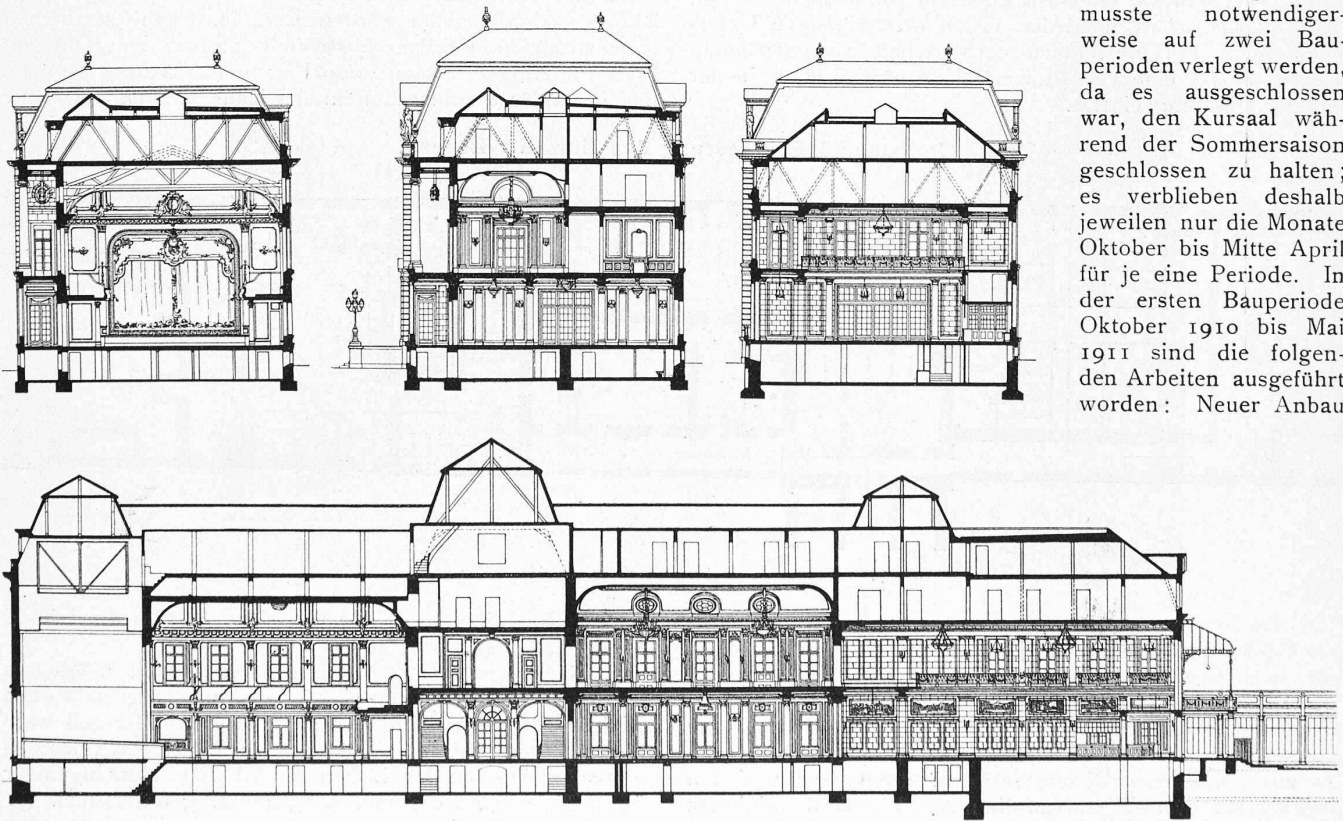 musste notwendiger-
weise auf zwei Bau-
perioden verlegt werden,
da es ausgeschlossen
war, den Kursaal wäh-
rend der Sommersaison
geschlossen zu halten;
es verblieben deshalb
jeweilen nur die Monate
Oktober bis Mitte April
für je eine Periode. In
der ersten Bauperiode
Oktober 1910 bis Mai
1911 sind die folgen-
den Arbeiten ausgeführt
worden: Neuer Anbau